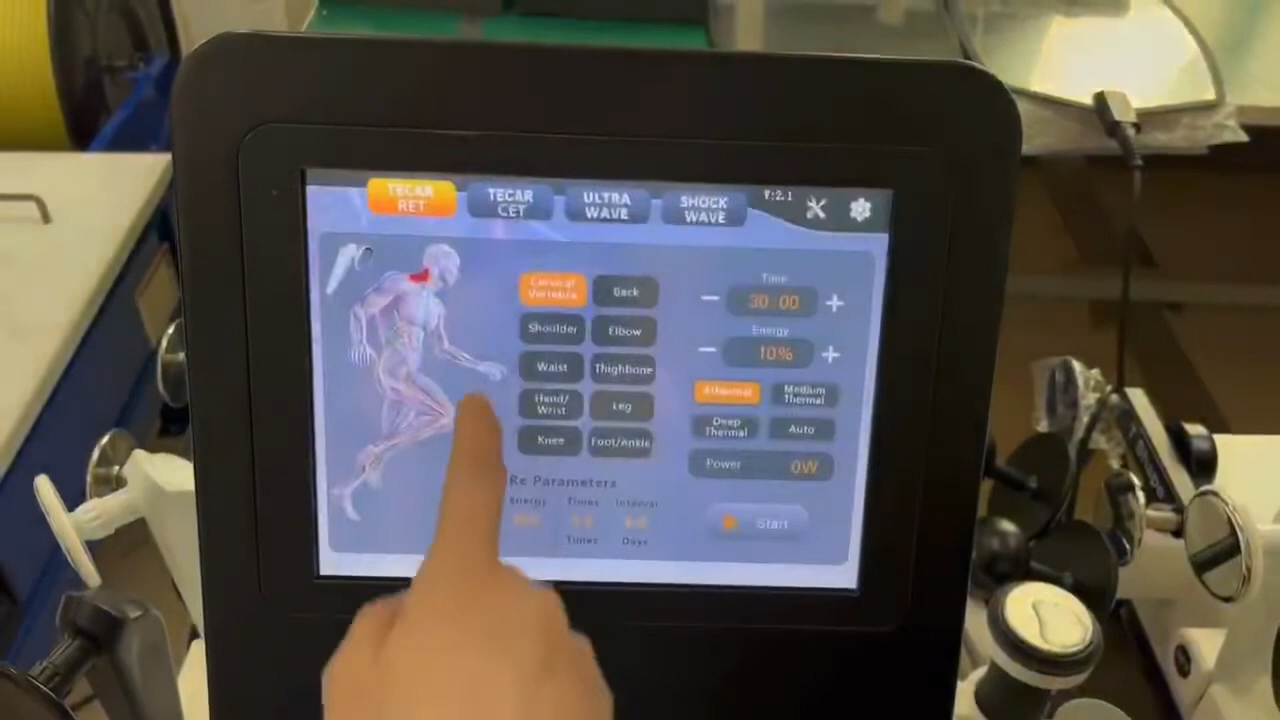 TECAR
RET
TECAR
CET
ULTRA
WAVE
SHOCK
WAVE
V:2.1
Cervical
Vertebra
Back
Shoulder
Elbow
Waist
Thighbone
Hand/
Wrist
Leg
Knee
Foot/Ankle
Time
30:00
Energy
10%
Athermal
Medium
Thermal
Deep
Thermal
Auto
Power
0W
Start
Re Parameters
Energy
Times
Interval
Times
Days